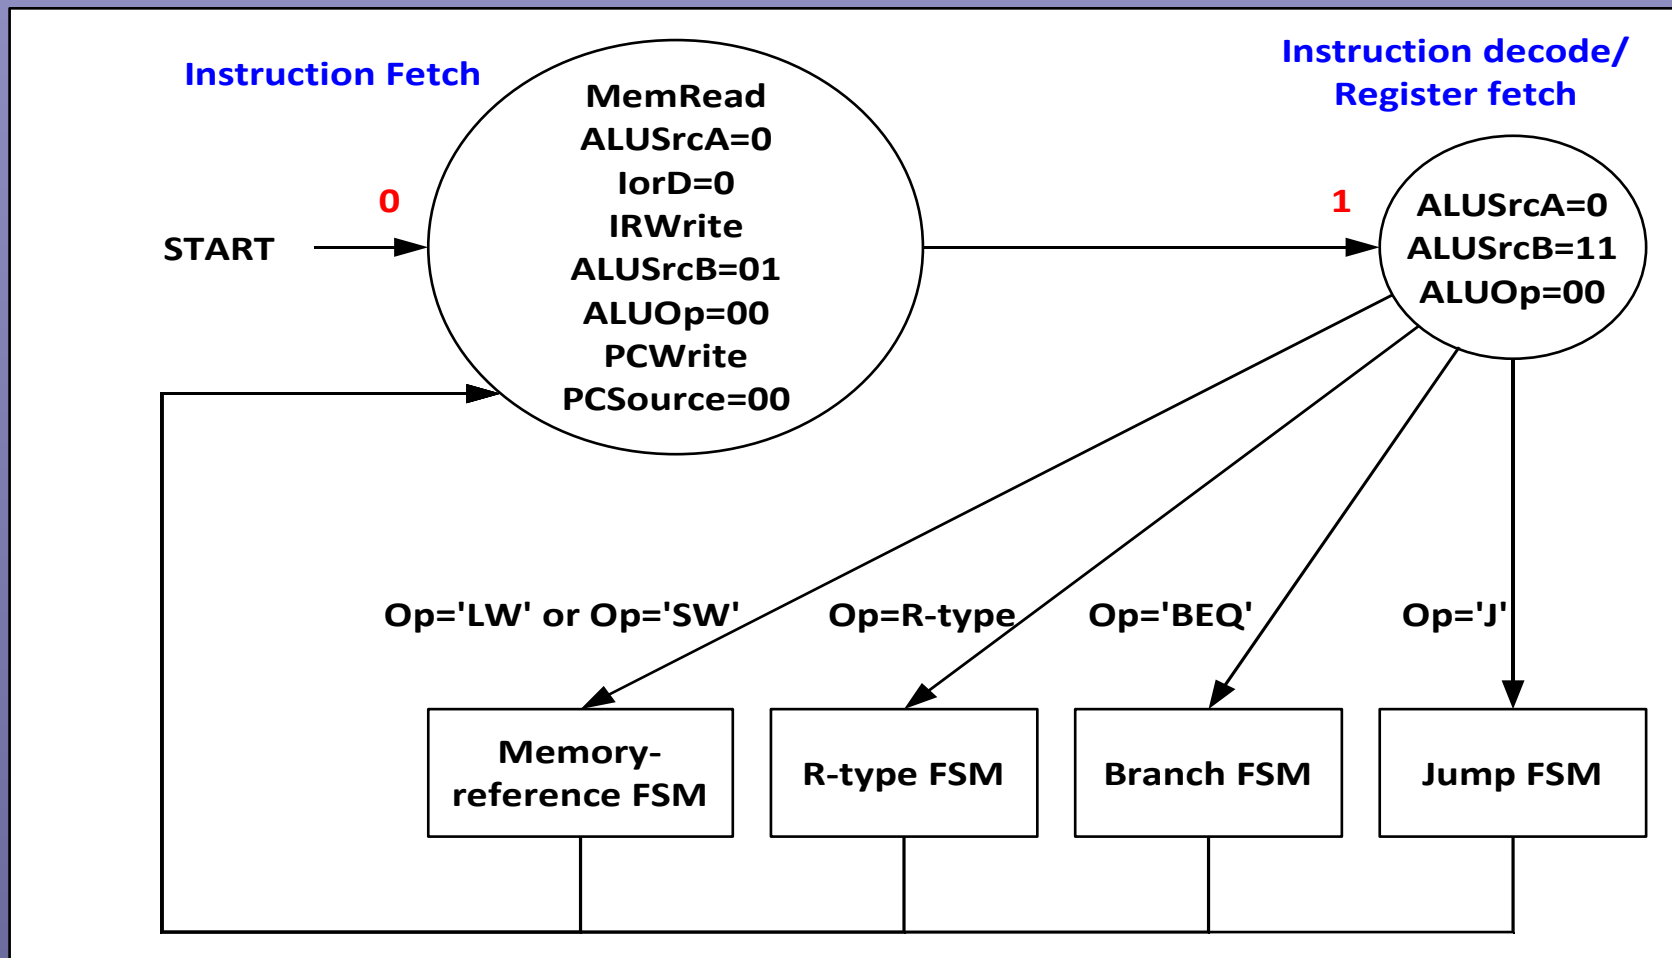 Instruction Fetch
Instruction decode/
Register fetch
MemRead
ALUSrcA=0
IorD=0
IRWrite
ALUSrcB=01
ALUOp=00
PCWrite
PCSource=00
0
START
1
ALUSrcA=0
ALUSrcB=11
ALUOp=00
Op='LW' or Op='SW'
Op=R-type
Op='BEQ'
Op='J'
Memory-
reference FSM
R-type FSM
Branch FSM
Jump FSM